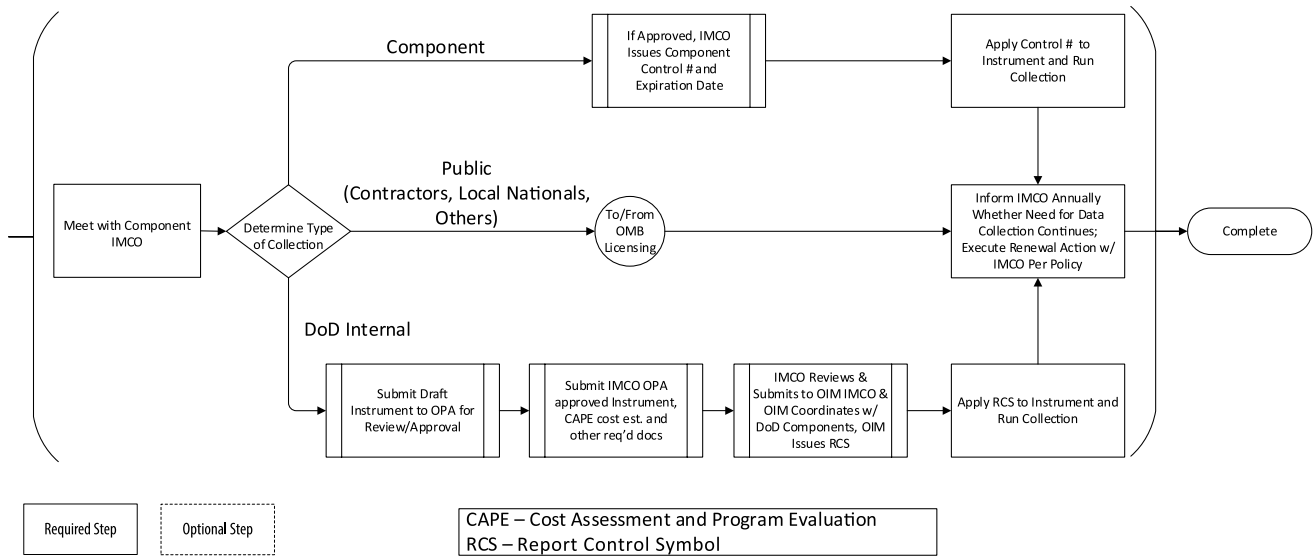 Component
If Approved, IMCO
Issues Component
Control # and
Expiration Date
Apply Control # to
Instrument and Run
Collection
Meet with Component
IMCO
Determine Type
of Collection
Public
(Contractors, Local Nationals,
Others)
To/From
OMB
Licensing
Inform IMCO Annually
Whether Need for Data
Collection Continues;
Execute Renewal Action w/
IMCO Per Policy
Complete
DoD Internal
Submit Draft
Instrument to OPA for
Review/Approval
Submit IMCO OPA
approved Instrument,
CAPE cost est. and
other req’d docs
IMCO Reviews &
Submits to OIM IMCO &
OIM Coordinates w/
DoD Components, OIM
Issues RCS
Apply RCS to Instrument and
Run Collection
Required Step
Optional Step
CAPE – Cost Assessment and Program Evaluation
RCS – Report Control Symbol